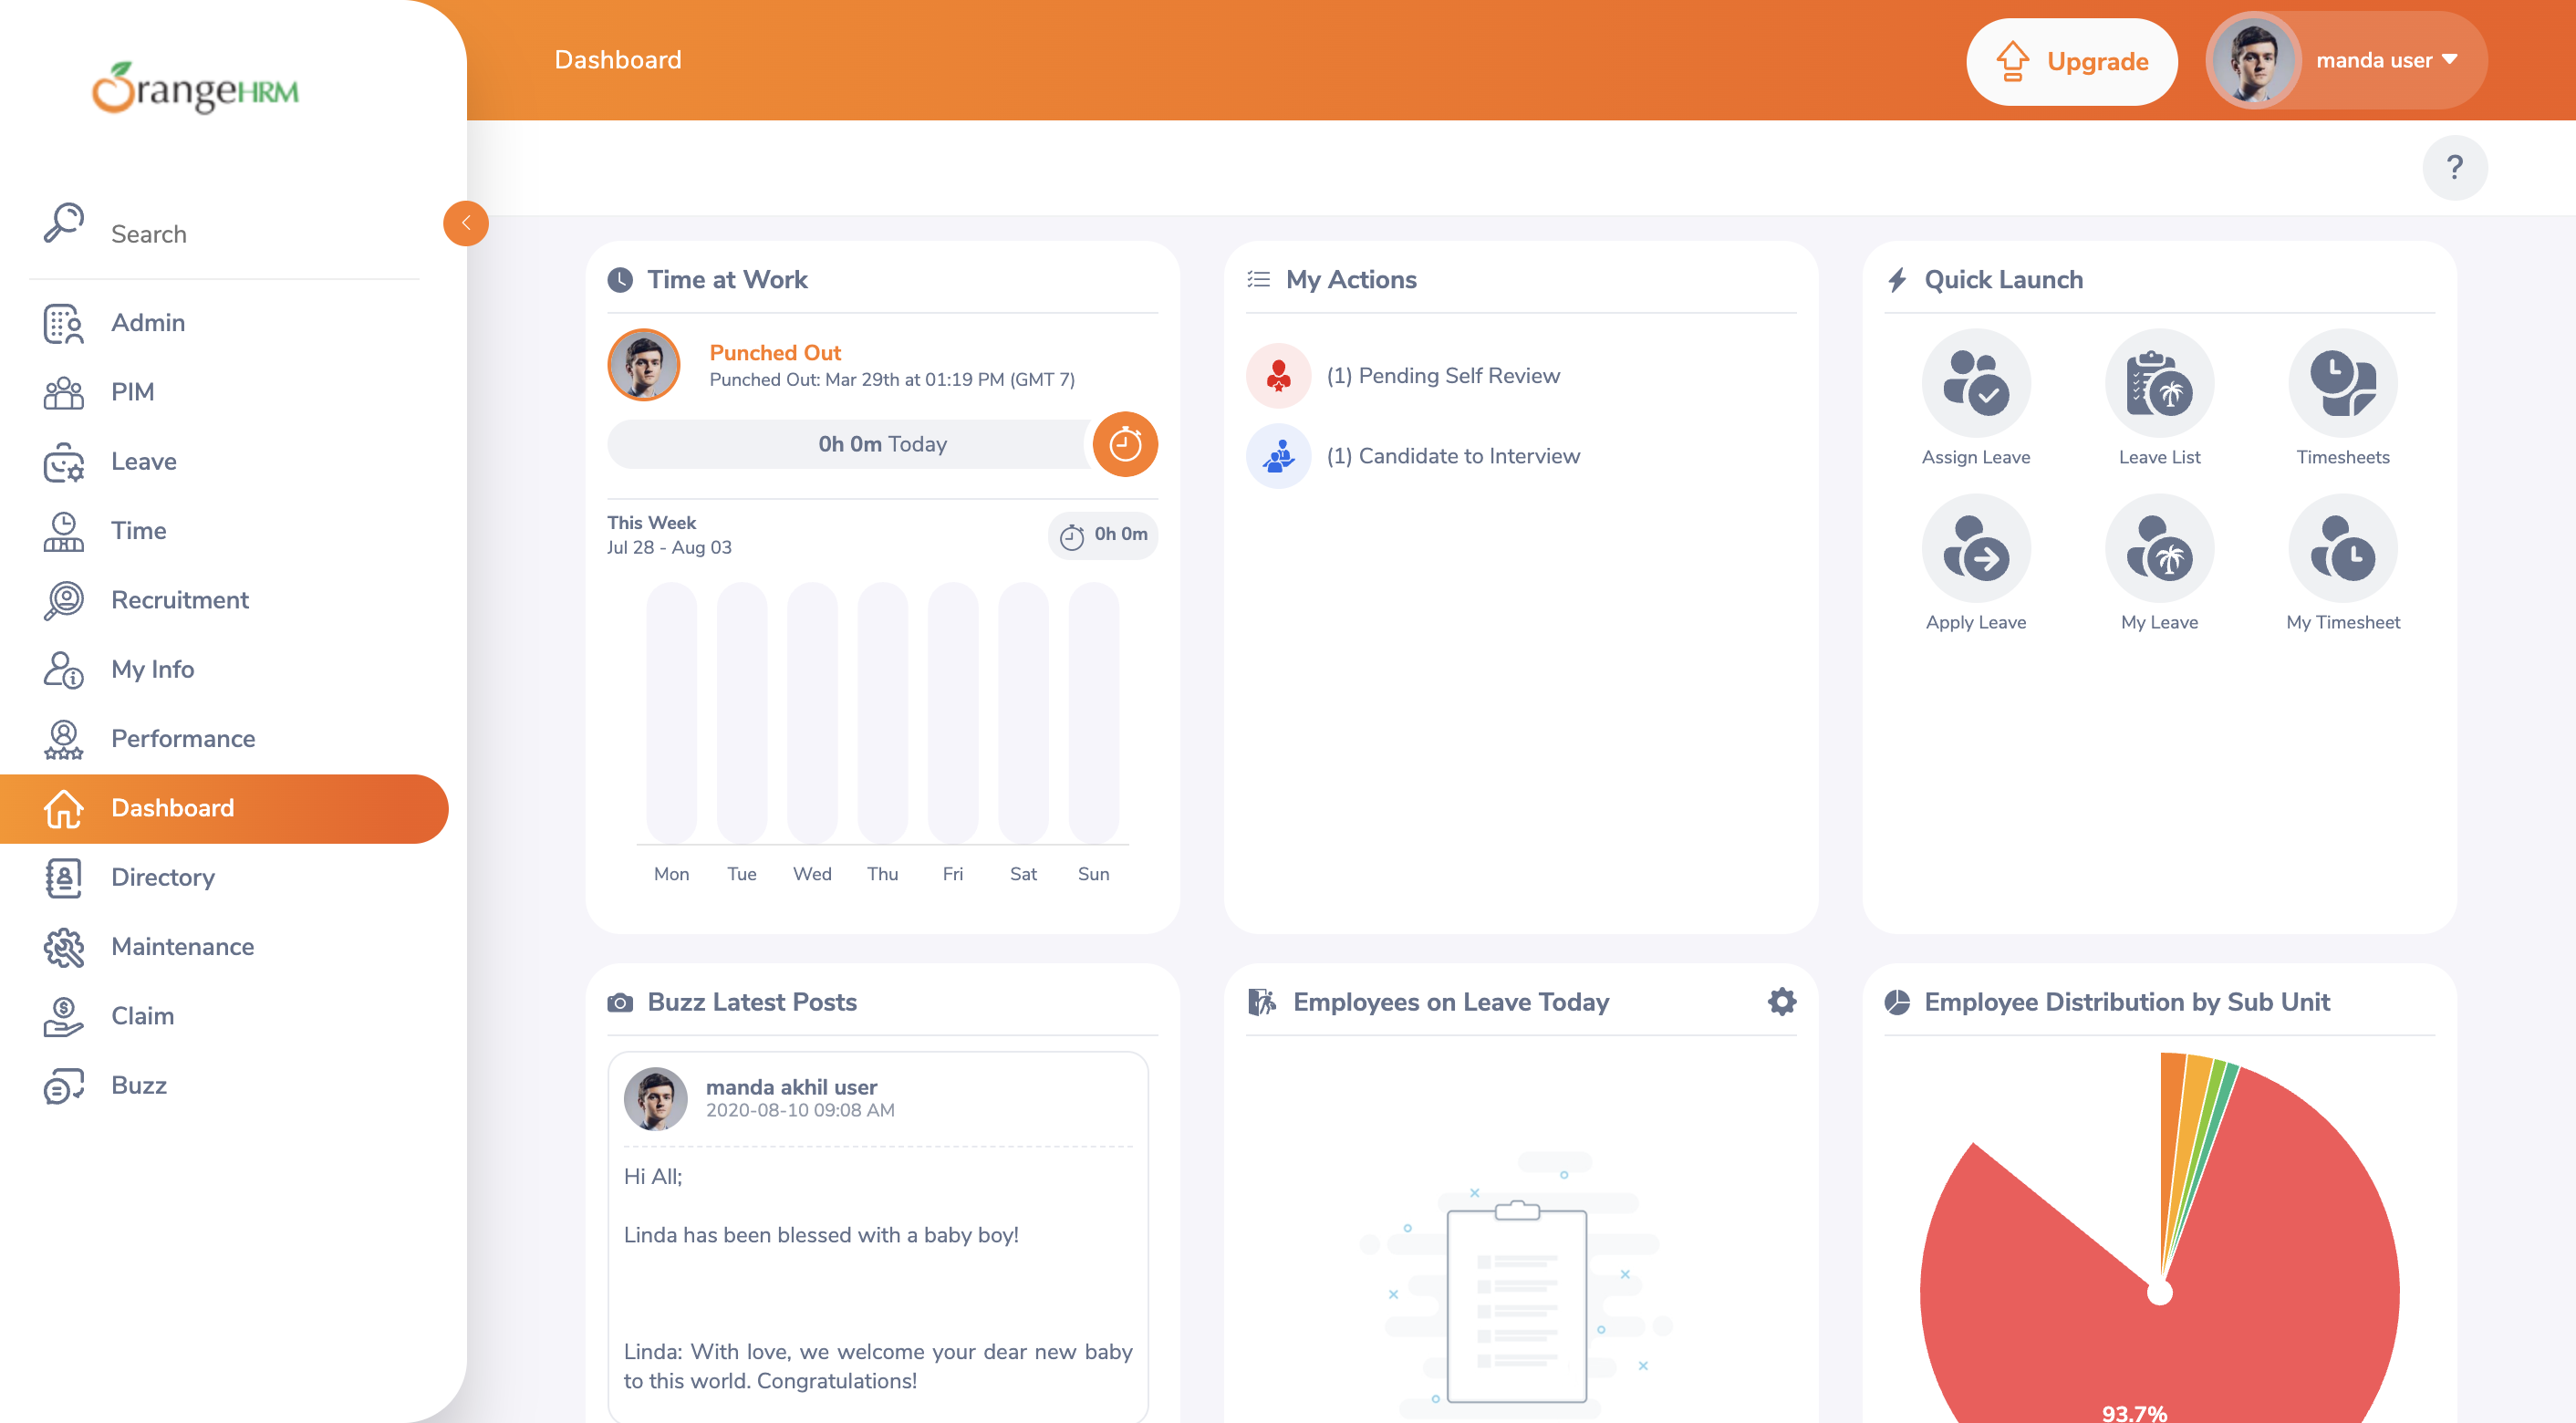 OrangeHRM
Dashboard
Upgrade
manda user
?
Search
Admin
PIM
Leave
Time
Recruitment
My Info
Performance
Dashboard
Directory
Maintenance
Claim
Buzz
Time at Work
Punched Out
Punched Out: Mar 29th at 01:19 PM (GMT 7)
0h 0m Today
This Week
Jul 28 - Aug 03
0h 0m
Mon Tue Wed Thu Fri Sat Sun
My Actions
(1) Pending Self Review
(1) Candidate to Interview
Quick Launch
Assign Leave
Leave List
Timesheets
Apply Leave
My Leave
My Timesheet
Buzz Latest Posts
manda akhil user
2020-08-10 09:08 AM
Hi All;
Linda has been blessed with a baby boy!
Linda: With love, we welcome your dear new baby
to this world. Congratulations!
Employees on Leave Today
Employee Distribution by Sub Unit
93.7%